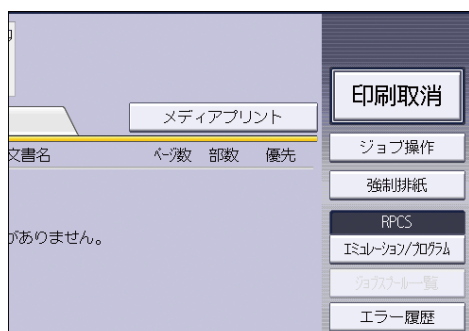 印刷取消
メディアプリント
ジョブ操作
文書名 ページ数 部数 優先
強制排紙
がありません。
RPCS
エミュレーション/プログラム
ジョブスプール一覧
エラー履歴